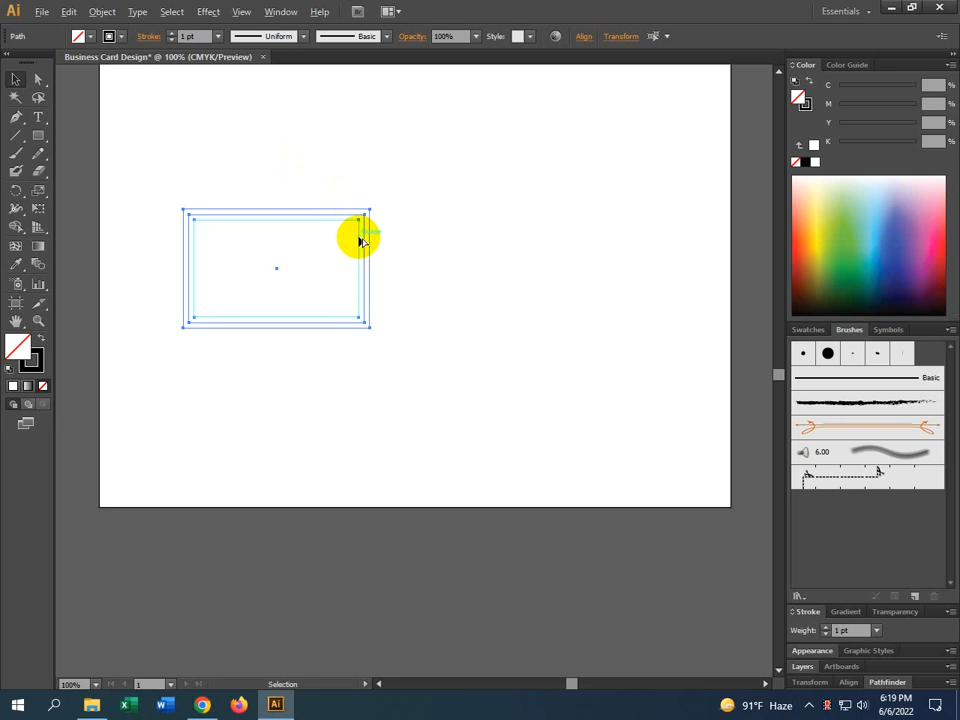 Ai File Edit Object Type Select Effect View Window Help Br Essentials
Path Stroke: 1 pt Uniform Basic Opacity: 100% Style: Align Transform
Business Card Design* @ 100% (CMYK/Preview)
Color Color Guide
C %
M %
Y %
K %
Swatches Brushes Symbols
Basic
6.00
Stroke Gradient Transparency
Weight: 1 pt
Appearance Graphic Styles
Layers Artboards
Transform Align Pathfinder
100% 1 Selection
91°F Haze
6:19 PM
6/6/2022